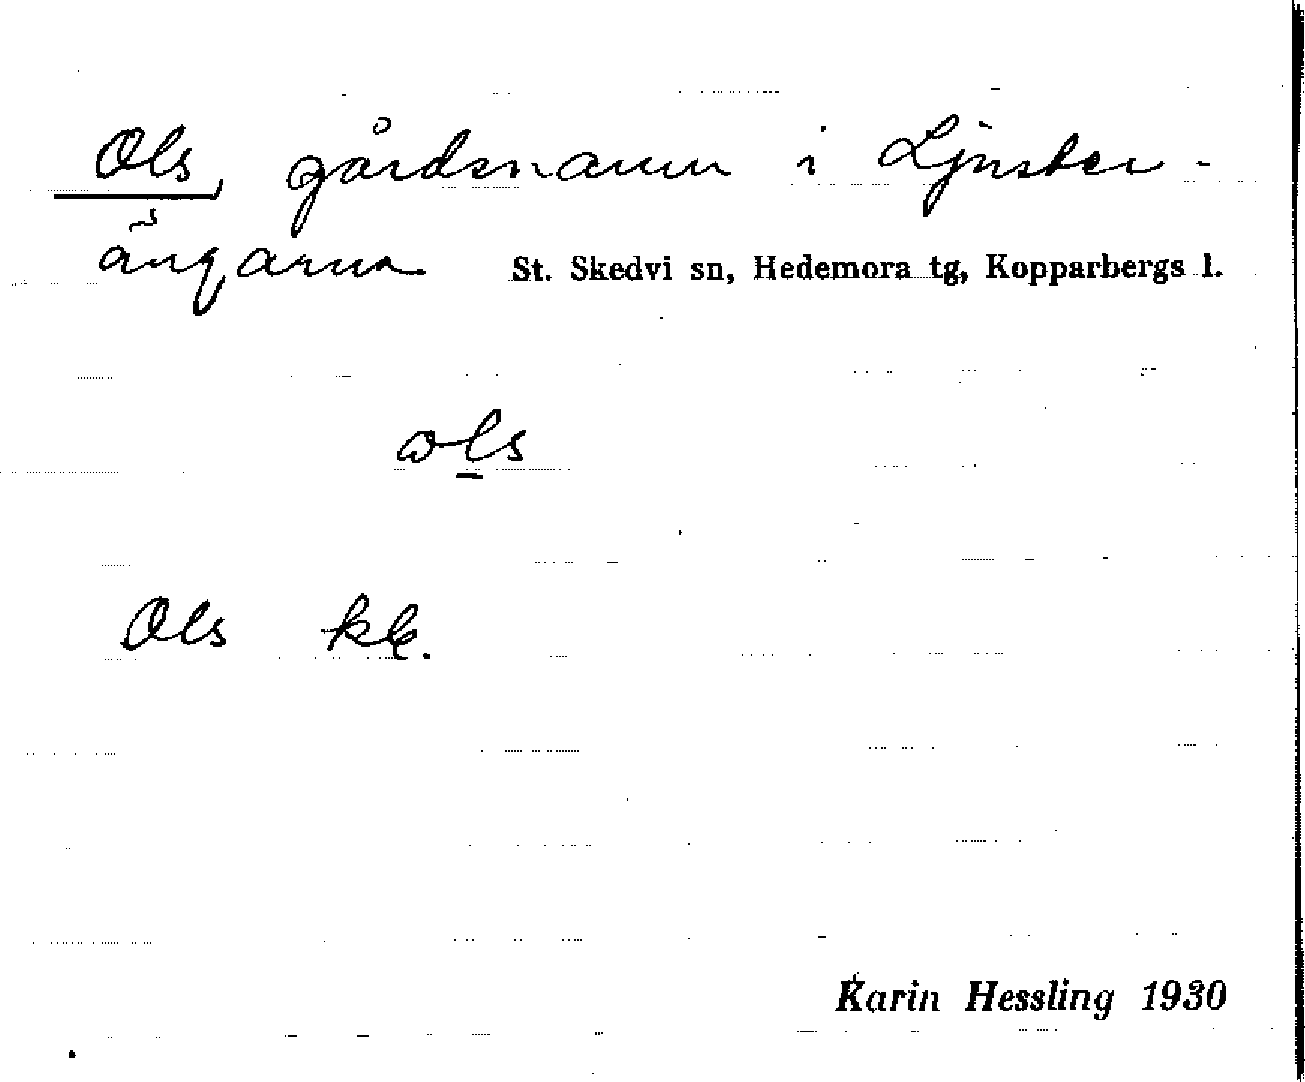 Ols, gårdsnamn i Ljuster-
ängarna St. Skedvi sn, Hedemora tg, Kopparbergs l.
ols
Ols kk.
Karin Hessling 1930